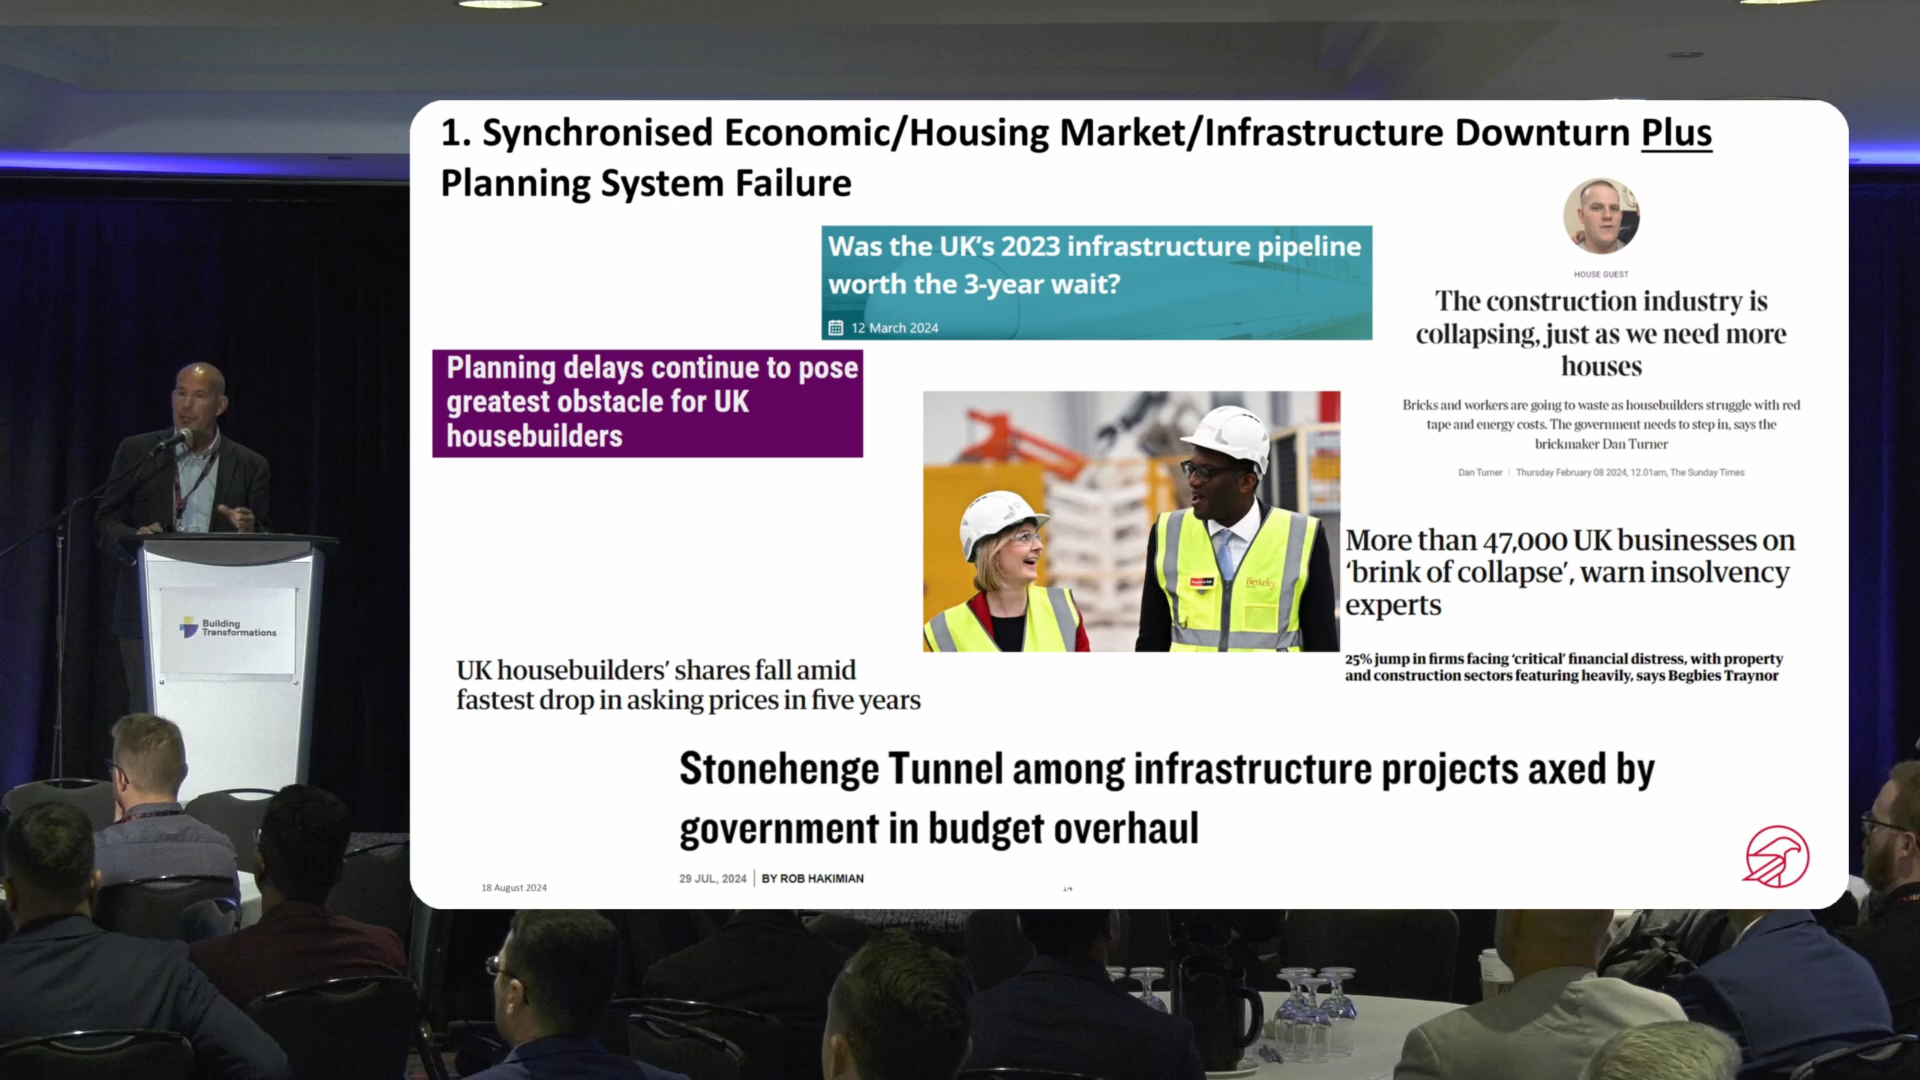 1. Synchronised Economic/Housing Market/Infrastructure Downturn Plus
Planning System Failure
Was the UK's 2023 infrastructure pipeline
worth the 3-year wait?
12 March 2024
HOUSE GUEST
The construction industry is
collapsing, just as we need more
houses
Bricks and workers are going to waste as housebuilders struggle with red
tape and energy costs. The government needs to step in, says the
brickmaker Dan Turner
Dan Turner | Thursday February 08 2024, 12.01am, The Sunday Times
Planning delays continue to pose
greatest obstacle for UK
housebuilders
Berkeley
More than 47,000 UK businesses on
‘brink of collapse’, warn insolvency
experts
25% jump in firms facing ‘critical’ financial distress, with property
and construction sectors featuring heavily, says Begbies Traynor
UK housebuilders’ shares fall amid
fastest drop in asking prices in five years
Stonehenge Tunnel among infrastructure projects axed by
government in budget overhaul
29 JUL, 2024 | BY ROB HAKIMIAN
18 August 2024
14
Building
Transformations